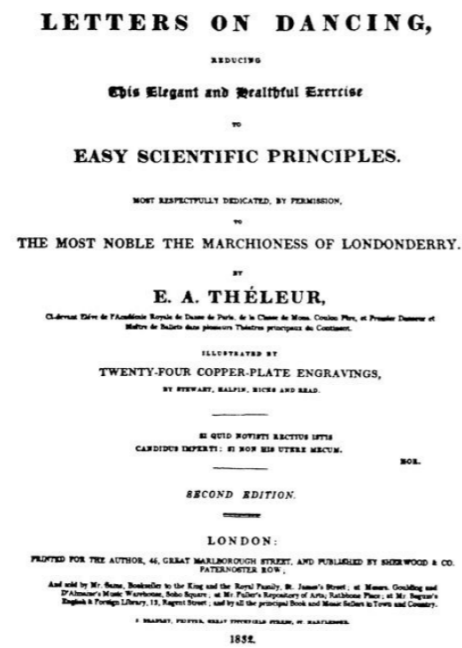 LETTERS ON DANCING,
REDUCING
This Elegant and Healthful Exercise
TO
EASY SCIENTIFIC PRINCIPLES.
MOST RESPECTFULLY DEDICATED, BY PERMISSION,
TO
THE MOST NOBLE THE MARCHIONESS OF LONDONDERRY.
BY
E. A. THÉLEUR,
Ci-devant Elève de l'Académie Royale de Danse de Paris, de la Classe de Mons. Coulon Père, et Premier Danseur et
Maître de Ballets dans plusieurs Théatres principaux du Continent.
ILLUSTRATED BY
TWENTY-FOUR COPPER-PLATE ENGRAVINGS,
BY STEWART, HALPIN, HICKS AND READ.
SI QUID NOVISTI RECTIUS ISTIS
CANDIDUS IMPERTI: SI NON HIS UTERE MECUM.
HOR.
SECOND EDITION.
LONDON:
PRINTED FOR THE AUTHOR, 46, GREAT MARLBOROUGH STREET, AND PUBLISHED BY SHERWOOD & CO.
PATERNOSTER ROW;
And sold by Mr. Bookseller to the King and the Royal Family, St. James's Street; at Messrs. Goulding and
D'Almaine's Music Warehouse, Soho Square; at Mr. Fuller's Repository of Arts, Rathbone Place; at Mr.
English & Foreign Library, 13, Regent Street; and by all the principal Book and Music Sellers in Town and Country.
BRADLEY, PRINTER, GREAT TITCHFIELD STREET, ST. MARYLEBONE.
1832.